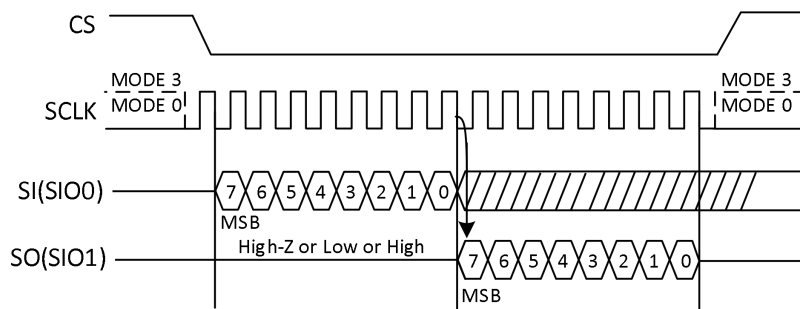 CS
MODE 3 MODE 3
SCLK MODE 0 MODE 0
SI(SIO0) 7 6 5 4 3 2 1 0
MSB
High-Z or Low or High
SO(SIO1) 7 6 5 4 3 2 1 0
MSB